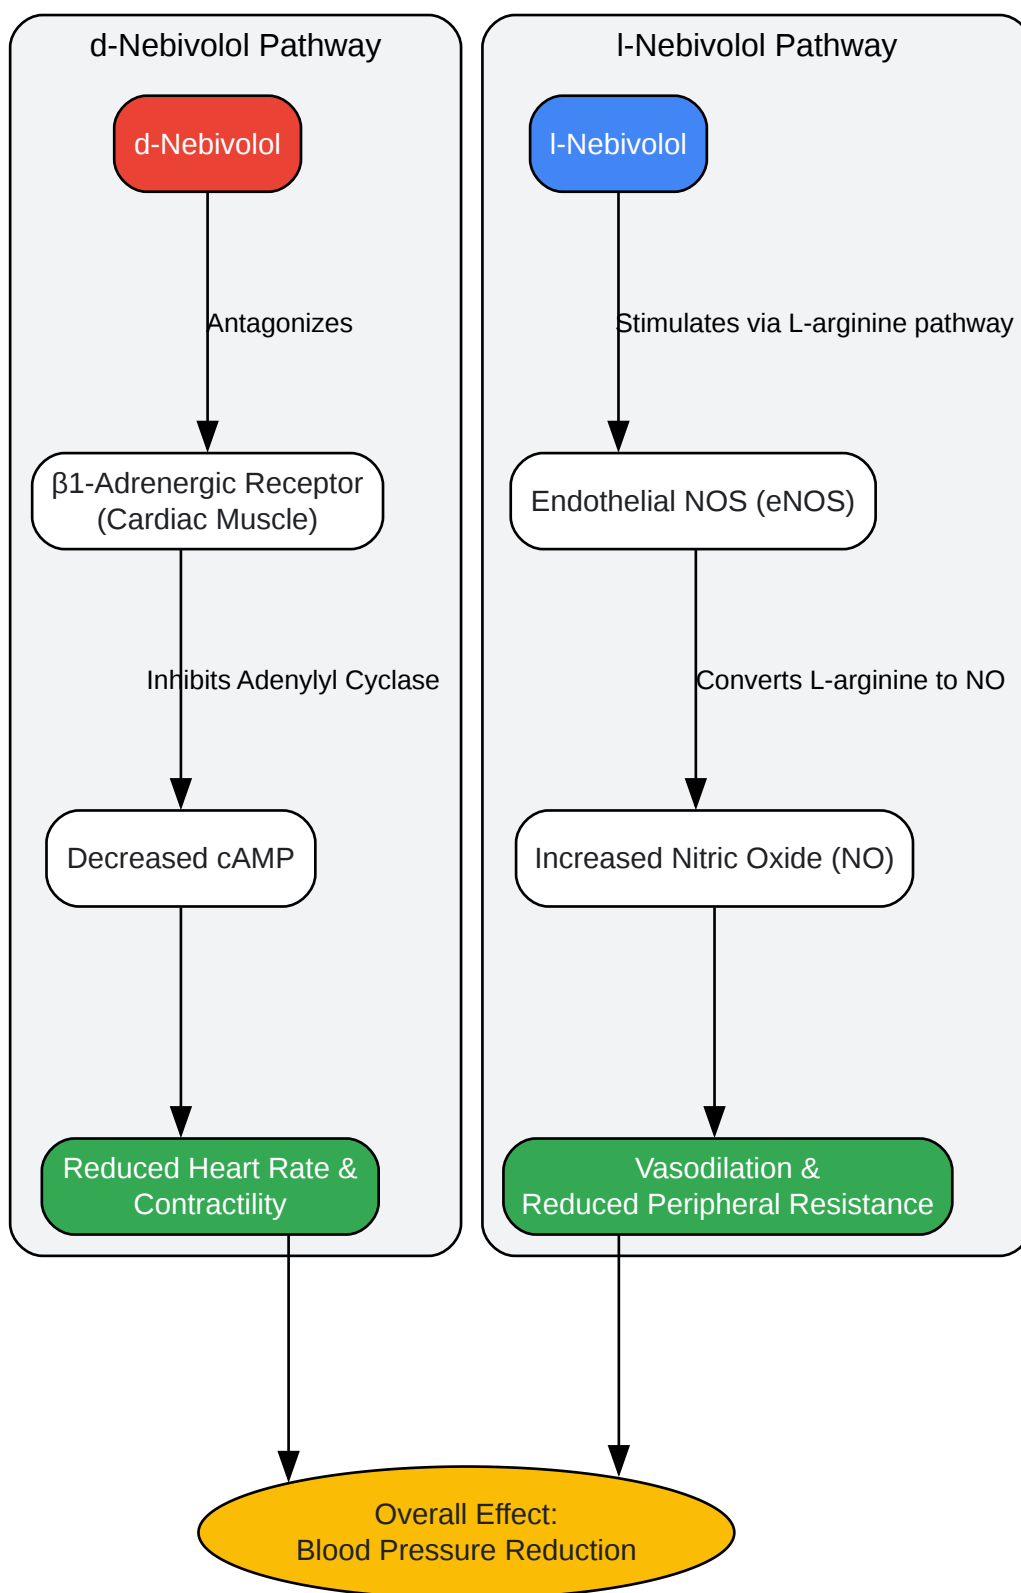 d-Nebivolol Pathway
d-Nebivolol
Antagonizes
β1-Adrenergic Receptor
(Cardiac Muscle)
Inhibits Adenylyl Cyclase
Decreased cAMP
Reduced Heart Rate &
Contractility
l-Nebivolol Pathway
l-Nebivolol
Stimulates via L-arginine pathway
Endothelial NOS (eNOS)
Converts L-arginine to NO
Increased Nitric Oxide (NO)
Vasodilation &
Reduced Peripheral Resistance
Overall Effect:
Blood Pressure Reduction